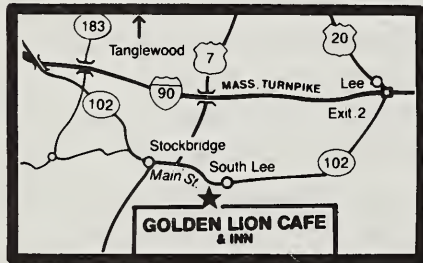 183
Tanglewood
7
20
Lee
90
MASS. TURNPIKE
Exit 2
102
Stockbridge
Main St.
South Lee
102
GOLDEN LION CAFE
& INN